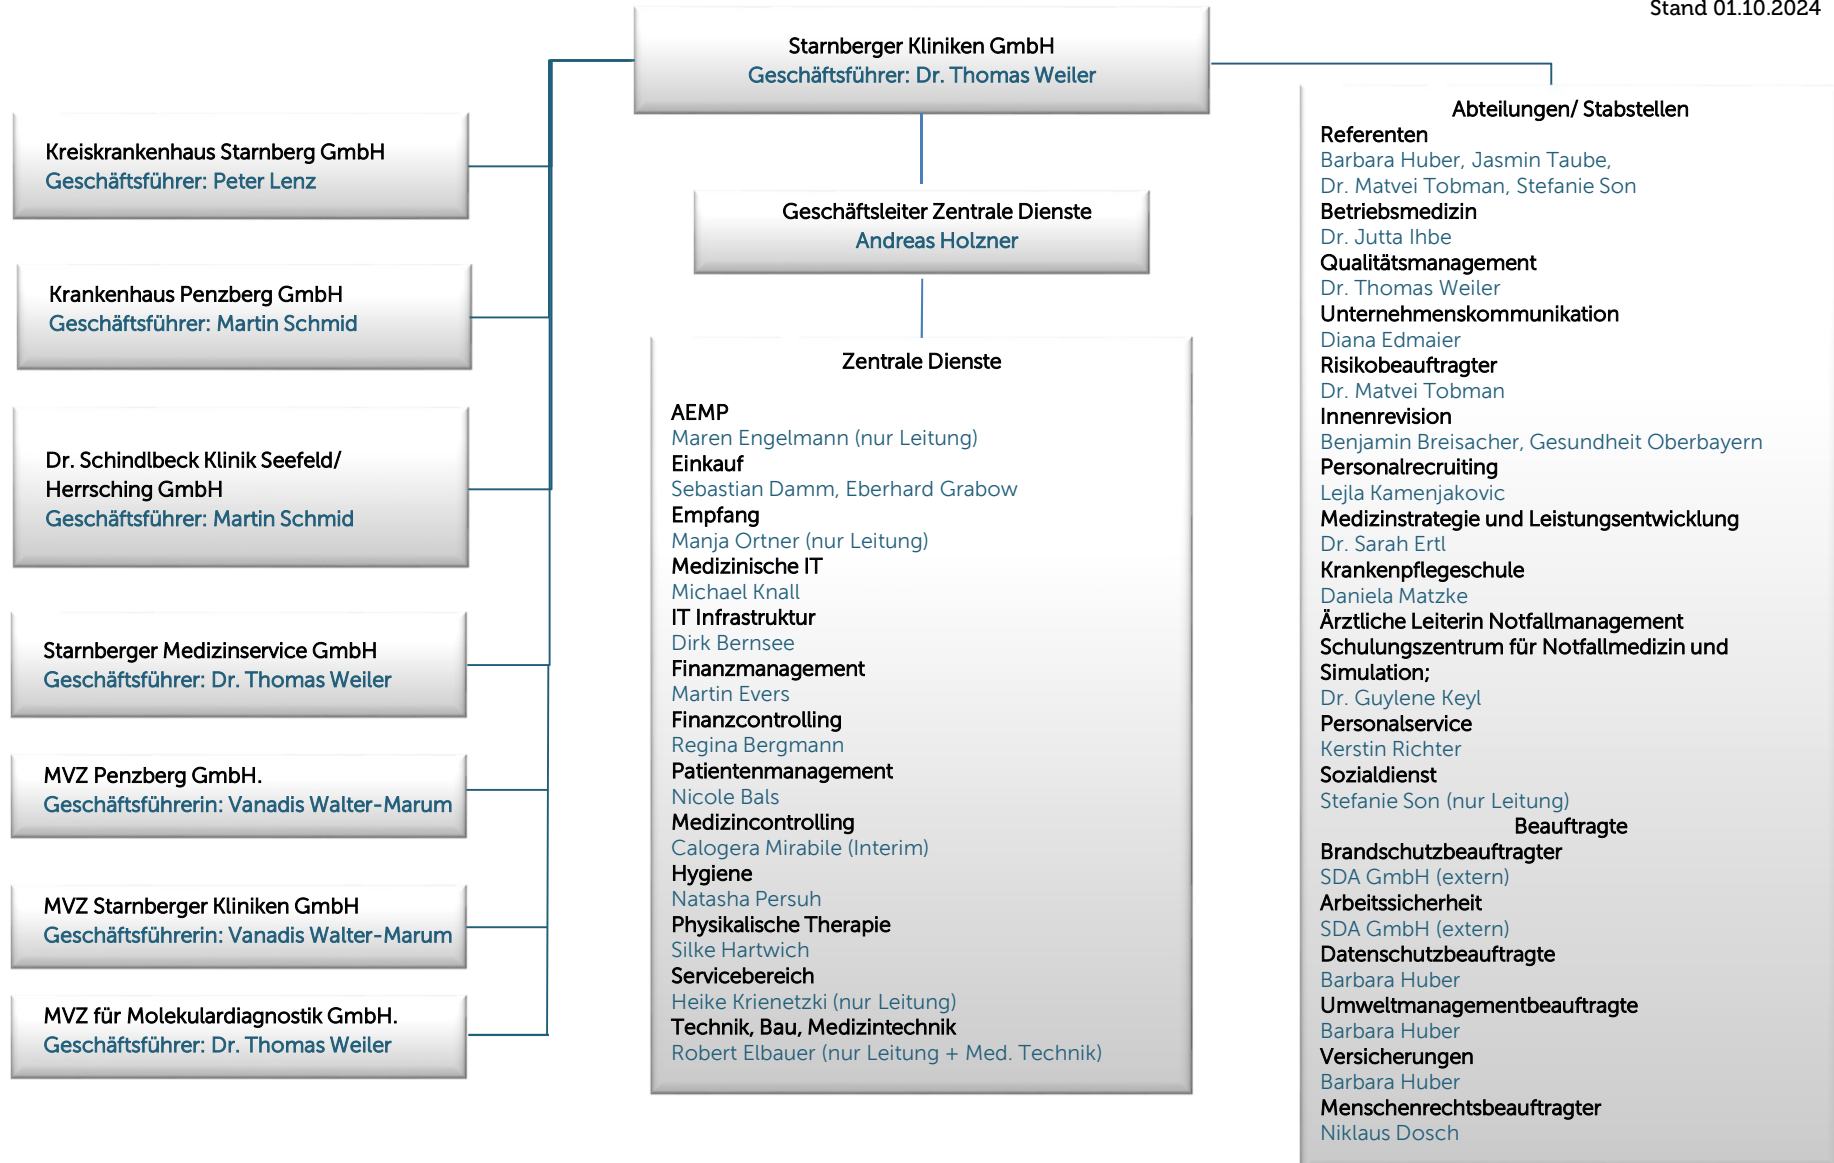 Stand 01.10.2024
Starnberger Kliniken GmbH
Geschäftsführer: Dr. Thomas Weiler
Kreiskrankenhaus Starnberg GmbH
Geschäftsführer: Peter Lenz
Krankenhaus Penzberg GmbH
Geschäftsführer: Martin Schmid
Dr. Schindlbeck Klinik Seefeld/
Herrsching GmbH
Geschäftsführer: Martin Schmid
Starnberger Medizinservice GmbH
Geschäftsführer: Dr. Thomas Weiler
MVZ Penzberg GmbH.
Geschäftsführerin: Vanadis Walter-Marum
MVZ Starnberger Kliniken GmbH
Geschäftsführerin: Vanadis Walter-Marum
MVZ für Molekulardiagnostik GmbH.
Geschäftsführer: Dr. Thomas Weiler
Geschäftsleiter Zentrale Dienste
Andreas Holzner
Zentrale Dienste
AEMP
Maren Engelmann (nur Leitung)
Einkauf
Sebastian Damm, Eberhard Grabow
Empfang
Manja Ortner (nur Leitung)
Medizinische IT
Michael Knall
IT Infrastruktur
Dirk Bernsee
Finanzmanagement
Martin Evers
Finanzcontrolling
Regina Bergmann
Patientenmanagement
Nicole Bals
Medizincontrolling
Calogera Mirabile (Interim)
Hygiene
Natasha Persuh
Physikalische Therapie
Silke Hartwich
Servicebereich
Heike Krienetzki (nur Leitung)
Technik, Bau, Medizintechnik
Robert Elbauer (nur Leitung + Med. Technik)
Abteilungen/ Stabstellen
Referenten
Barbara Huber, Jasmin Taube,
Dr. Matvei Tobman, Stefanie Son
Betriebsmedizin
Dr. Jutta Ihbe
Qualitätsmanagement
Dr. Thomas Weiler
Unternehmenskommunikation
Diana Edmaier
Risikobeauftragter
Dr. Matvei Tobman
Innenrevision
Benjamin Breisacher, Gesundheit Oberbayern
Personalrecruiting
Lejla Kamenjakovic
Medizinstrategie und Leistungsentwicklung
Dr. Sarah Ertl
Krankenpflegeschule
Daniela Matzke
Ärztliche Leiterin Notfallmanagement
Schulungszentrum für Notfallmedizin und
Simulation;
Dr. Guylene Keyl
Personalservice
Kerstin Richter
Sozialdienst
Stefanie Son (nur Leitung)
Beauftragte
Brandschutzbeauftragter
SDA GmbH (extern)
Arbeitssicherheit
SDA GmbH (extern)
Datenschutzbeauftragte
Barbara Huber
Umweltmanagementbeauftragte
Barbara Huber
Versicherungen
Barbara Huber
Menschenrechtsbeauftragter
Niklaus Dosch